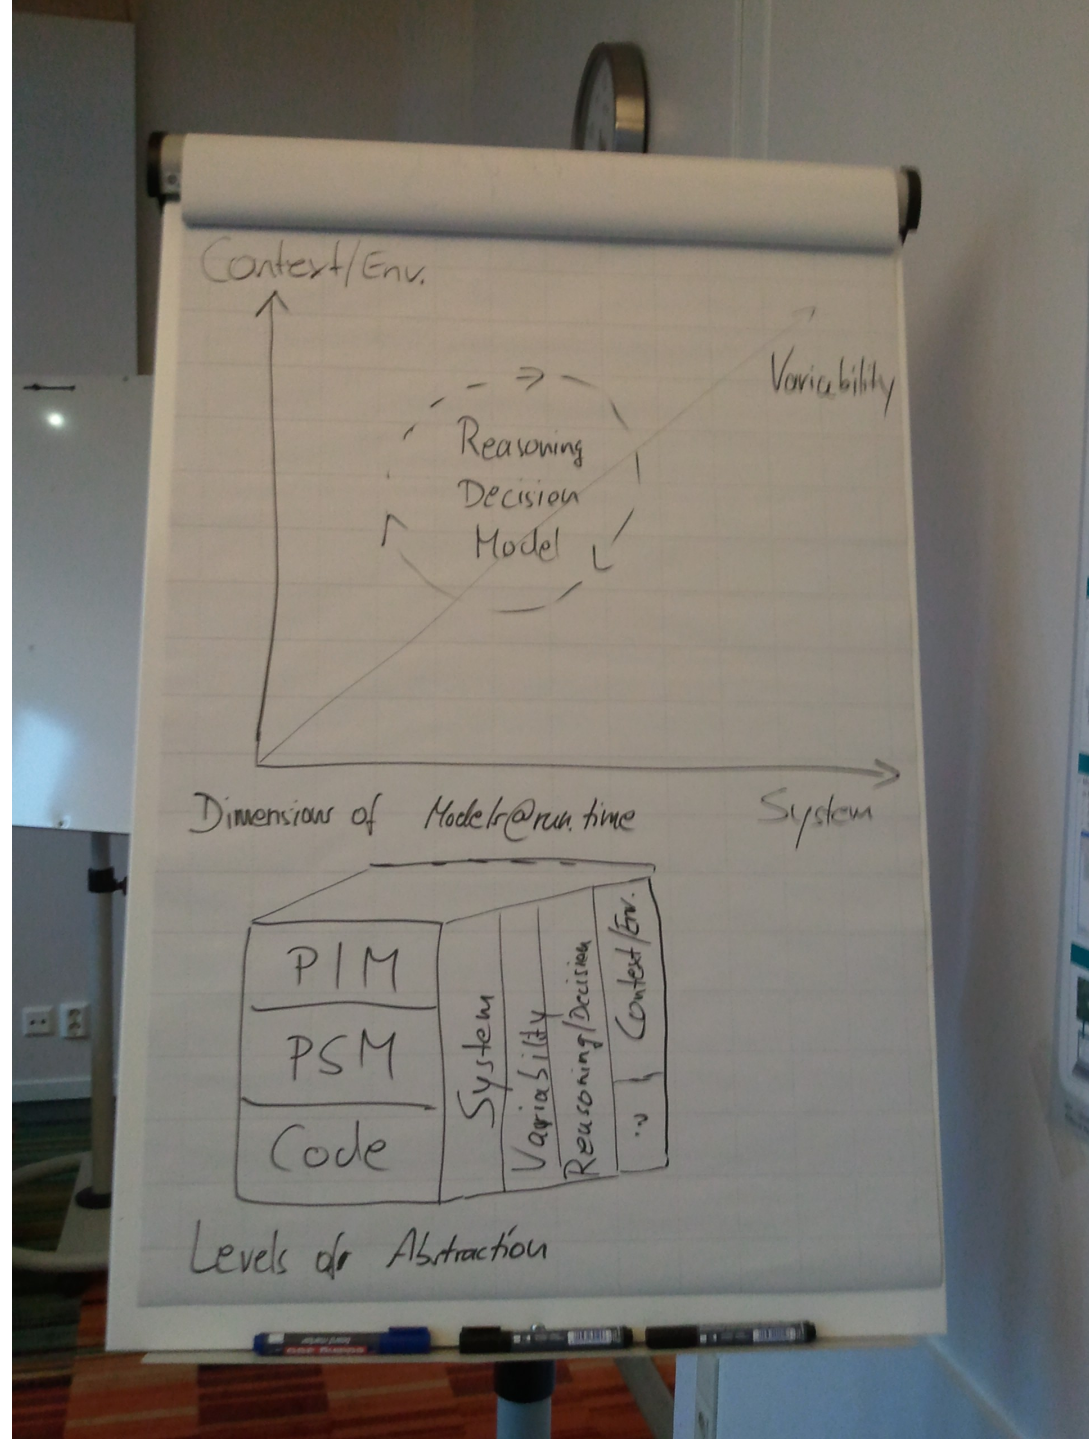 Context/Env.
Variability
Reasoning
Decision
Model
System
Dimensions of Models@run.time
PIM
PSM
Code
System
Variability
Reasoning/Decision
Context/Env.
...
Levels of Abstraction